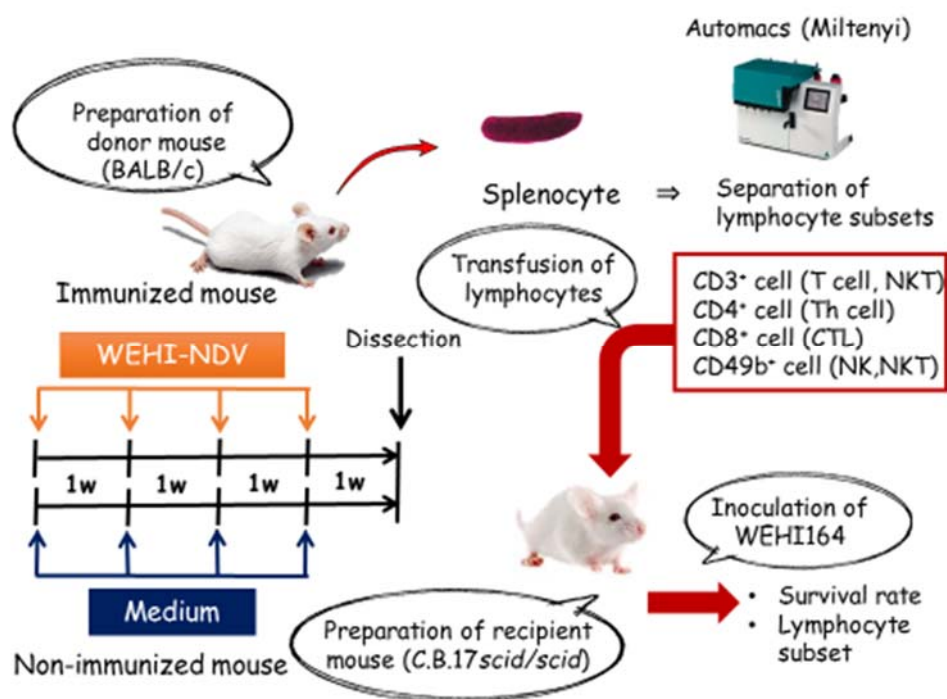 Automacs (Miltenyi)
Preparation of
donor mouse
(BALB/c)
Splenocyte ⇒ Separation of
lymphocyte subsets
Immunized mouse
Transfusion of
lymphocytes
CD3⁺ cell (T cell, NKT)
CD4⁺ cell (Th cell)
CD8⁺ cell (CTL)
CD49b⁺ cell (NK,NKT)
WEHI-NDV
Dissection
1w 1w 1w 1w
Medium
Non-immunized mouse
Inoculation of
WEHI164
Preparation of recipient
mouse (C.B.17scid/scid)
• Survival rate
• Lymphocyte
subset